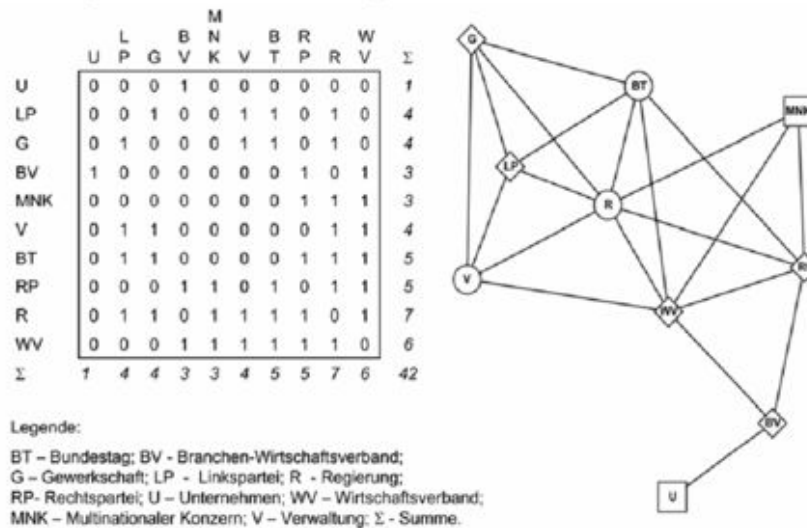 U LP G BV MNK V BT RP R WV Σ
U 0 0 0 1 0 0 0 0 0 0 1
LP 0 0 1 0 0 1 1 0 1 0 4
G 0 1 0 0 0 1 1 0 1 0 4
BV 1 0 0 0 0 0 0 1 0 1 3
MNK 0 0 0 0 0 0 0 1 1 1 3
V 0 1 1 0 0 0 0 0 1 1 4
BT 0 1 1 0 0 0 0 1 1 1 5
RP 0 0 0 1 1 0 1 0 1 1 5
R 0 1 1 0 1 1 1 1 0 1 7
WV 0 0 0 1 1 1 1 1 1 0 6
Σ 1 4 4 3 3 4 5 5 7 6 42
G
BT
MNK
LP
R
V
WV
BV
U
Legende:
BT – Bundestag; BV - Branchen-Wirtschaftsverband;
G – Gewerkschaft; LP - Linkspartei; R - Regierung;
RP- Rechtspartei; U – Unternehmen; WV – Wirtschaftsverband;
MNK – Multinationaler Konzern; V – Verwaltung; Σ - Summe.